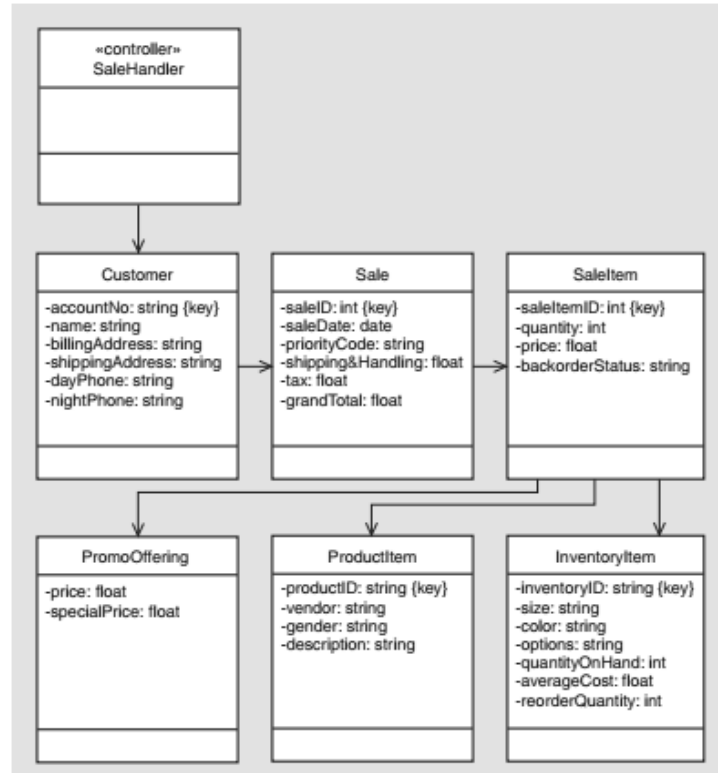 «controller»
SaleHandler
Customer
-accountNo: string {key}
-name: string
-billingAddress: string
-shippingAddress: string
-dayPhone: string
-nightPhone: string
Sale
-saleID: int {key}
-saleDate: date
-priorityCode: string
-shipping&Handling: float
-tax: float
-grandTotal: float
SaleItem
-saleItemID: int {key}
-quantity: int
-price: float
-backorderStatus: string
PromoOffering
-price: float
-specialPrice: float
ProductItem
-productID: string {key}
-vendor: string
-gender: string
-description: string
InventoryItem
-inventoryID: string {key}
-size: string
-color: string
-options: string
-quantityOnHand: int
-averageCost: float
-reorderQuantity: int